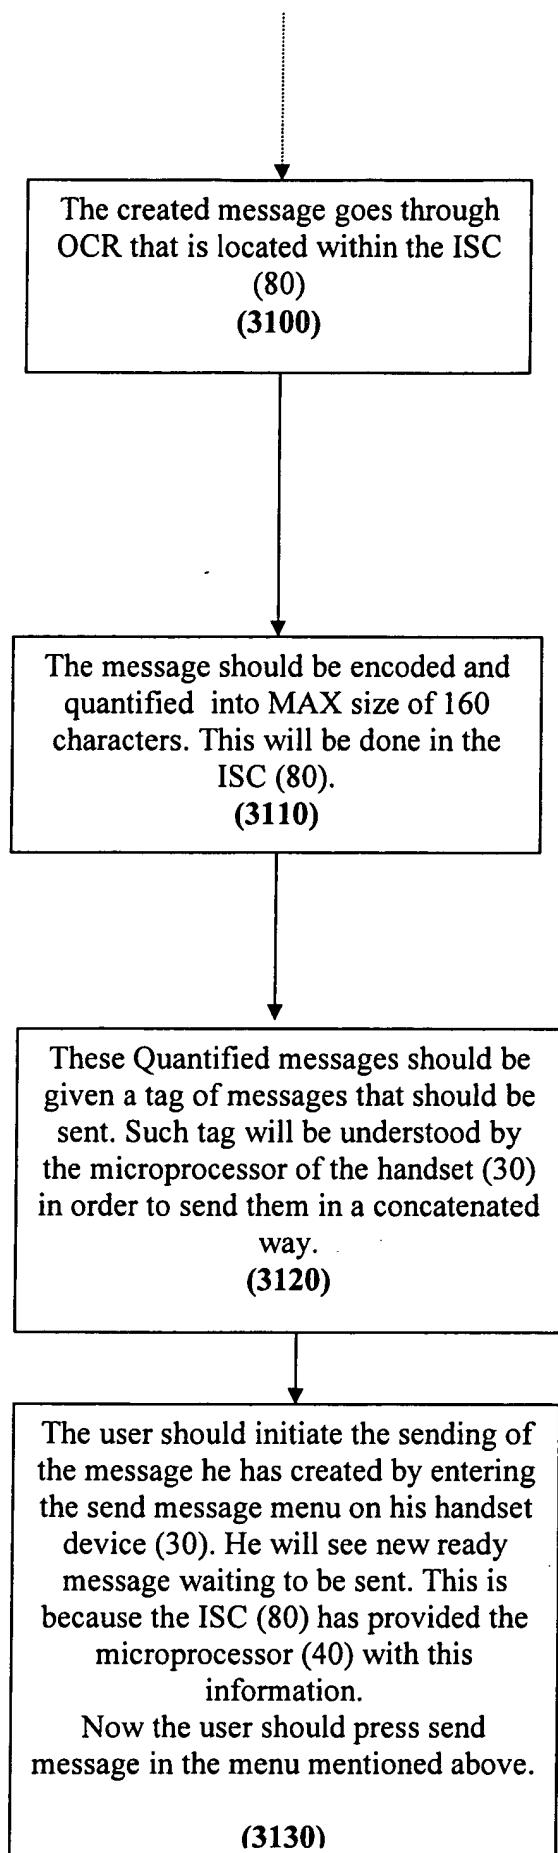 The created message goes through
OCR that is located within the ISC
(80)
(3100)
The message should be encoded and
quantified into MAX size of 160
characters. This will be done in the
ISC (80).
(3110)
These Quantified messages should be
given a tag of messages that should be
sent. Such tag will be understood by
the microprocessor of the handset (30)
in order to send them in a concatenated
way.
(3120)
The user should initiate the sending of
the message he has created by entering
the send message menu on his handset
device (30). He will see new ready
message waiting to be sent. This is
because the ISC (80) has provided the
microprocessor (40) with this
information.
Now the user should press send
message in the menu mentioned above.
(3130)